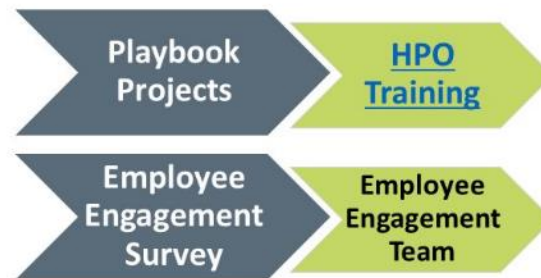 Playbook
Projects
HPO
Training
Employee
Engagement
Survey
Employee
Engagement
Team